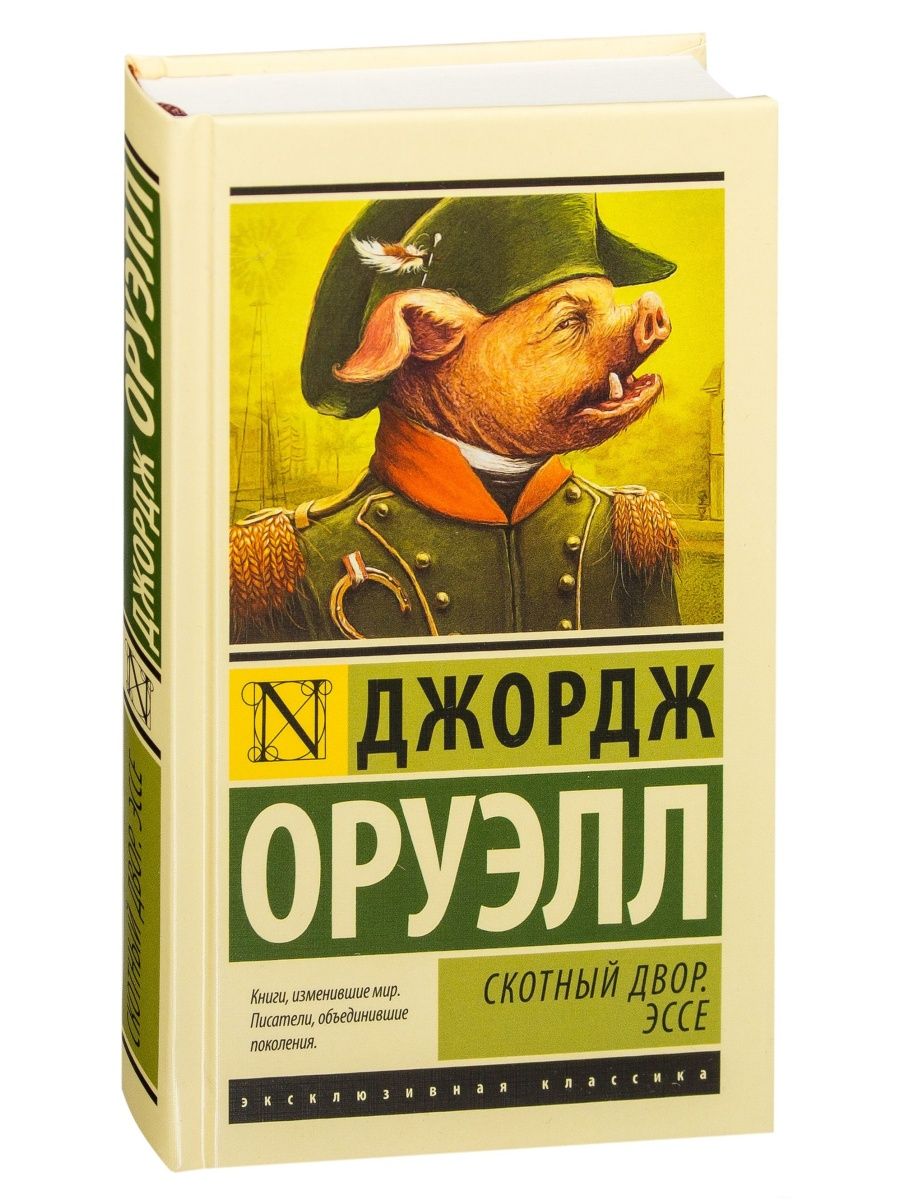 ДЖОРДЖ ОРУЭЛЛ
СКОТНЫЙ ДВОР. ЭССЕ
N ДЖОРДЖ
ОРУЭЛЛ
СКОТНЫЙ ДВОР.
ЭССЕ
Книги, изменившие мир.
Писатели, объединившие
поколения.
эксклюзивная классика